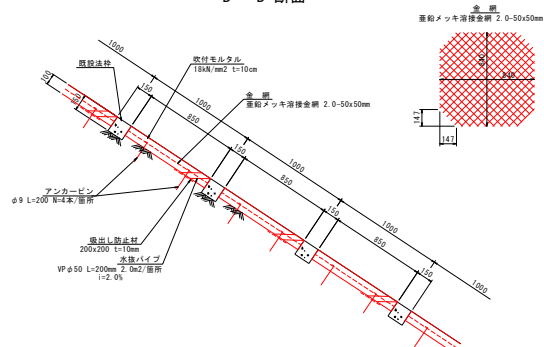 金 網
亜鉛メッキ溶接金網 2.0-50x50mm
840
840
147
147
1000
吹付モルタル
18kN/mm2 t=10cm
既設法枠
150
1000
金 網
亜鉛メッキ溶接金網 2.0-50x50mm
100
850
150
1000
850
150
1000
850
150
1000
アンカーピン
φ9 L=200 N=4本/箇所
吸出し防止材
200x200 t=10mm
水抜パイプ
VPφ50 L=200mm 2.0m2/箇所
i=2.0%